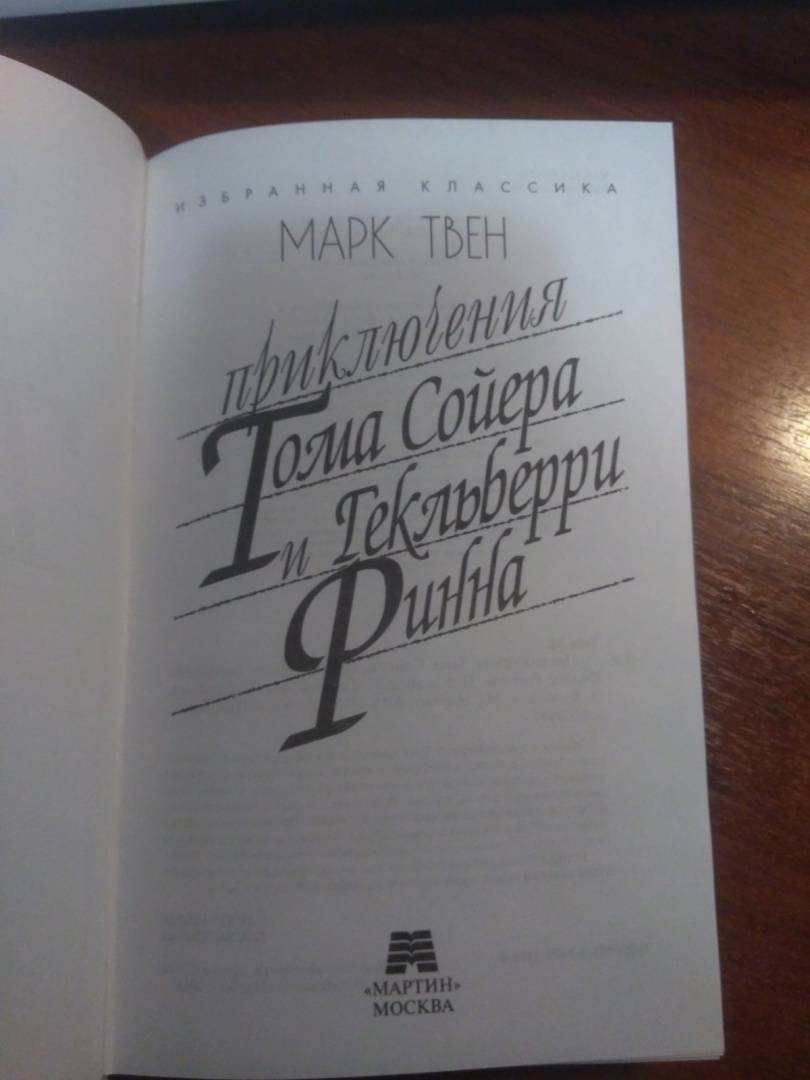 ИЗБРАННАЯ КЛАССИКА
МАРК ТВЕН
приключения
Тома Сойера
и Гекльберри
Финна
«МАРТИН»
МОСКВА